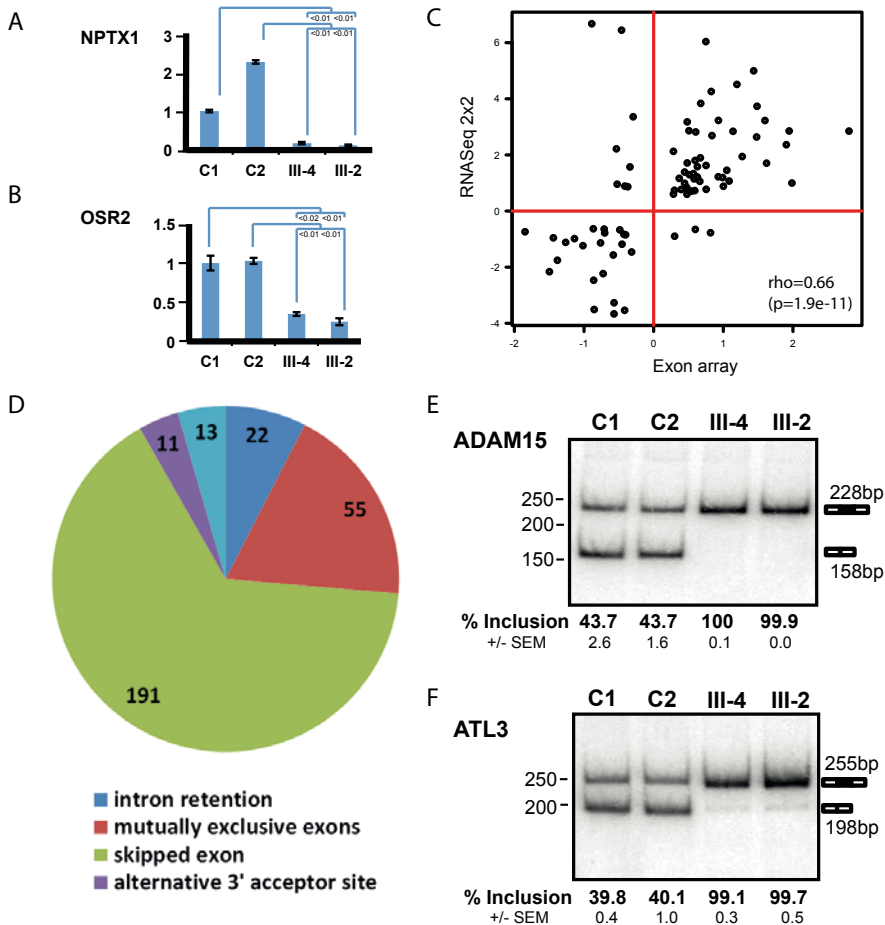 A
NPTX1
3
2
1
0
<0.01 <0.01
<0.01 <0.01
C1 C2 III-4 III-2
B
OSR2
1.5
1
0.5
0
<0.02 <0.01
<0.01 <0.01
C1 C2 III-4 III-2
C
RNASeq 2x2
6
4
2
0
-2
-4
rho=0.66
(p=1.9e-11)
-2 -1 0 1 2
Exon array
D
11 13 22
55
191
intron retention
mutually exclusive exons
skipped exon
alternative 3' acceptor site
E
ADAM15
C1 C2 III-4 III-2
250
200
150
228bp
158bp
% Inclusion 43.7 43.7 100 99.9
+/- SEM 2.6 1.6 0.1 0.0
F
ATL3
C1 C2 III-4 III-2
250
200
255bp
198bp
% Inclusion 39.8 40.1 99.1 99.7
+/- SEM 0.4 1.0 0.3 0.5